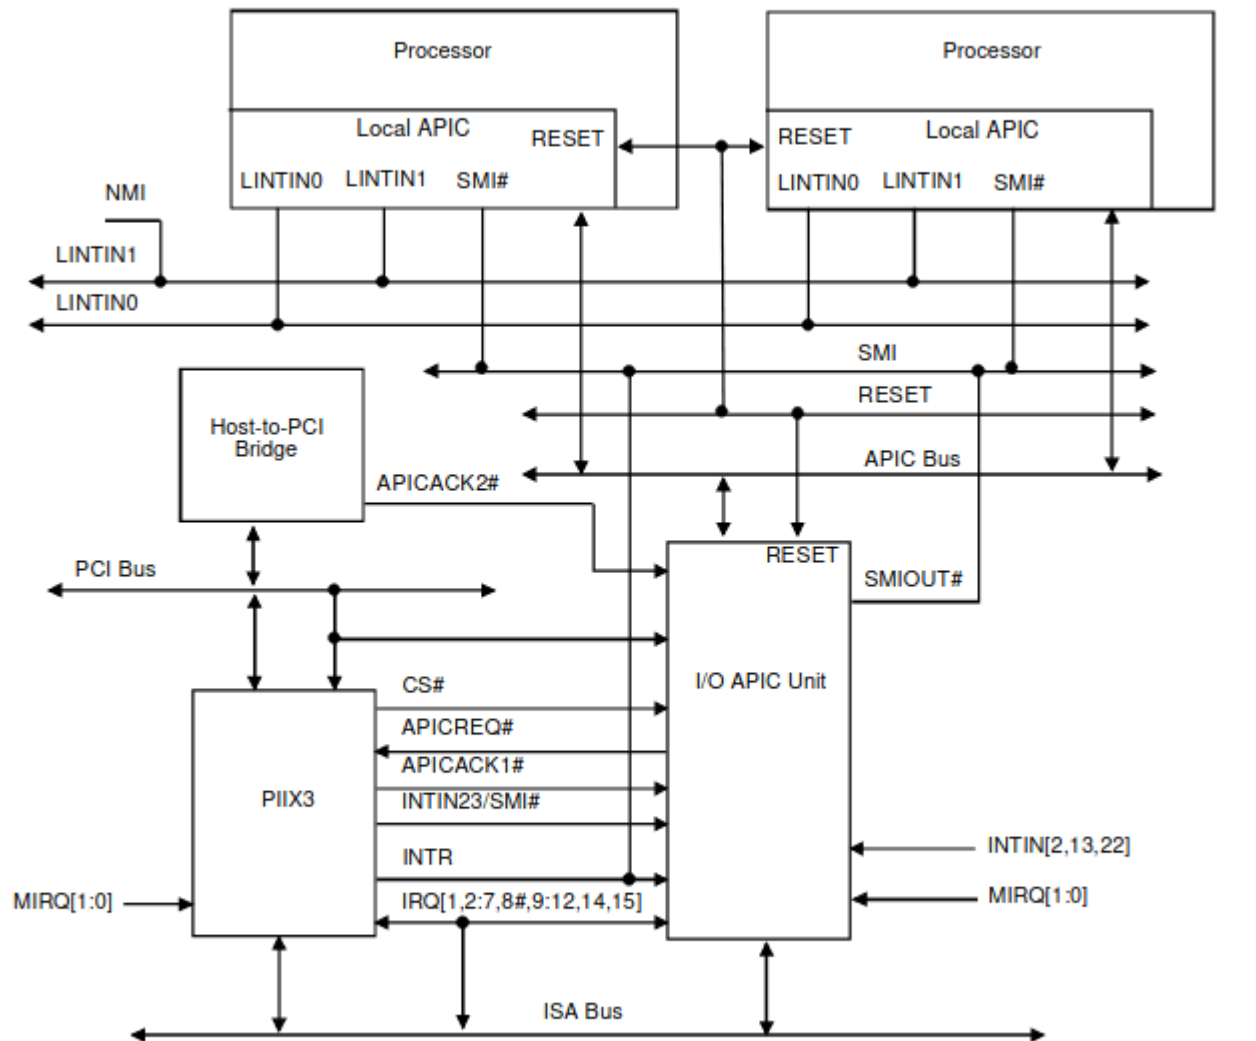 Processor
Processor
Local APIC
RESET
LINTIN0
LINTIN1
SMI#
RESET
Local APIC
LINTIN0
LINTIN1
SMI#
NMI
LINTIN1
LINTIN0
SMI
RESET
Host-to-PCI
Bridge
APIC Bus
APICACK2#
RESET
PCI Bus
SMIOUT#
CS#
I/O APIC Unit
APICREQ#
APICACK1#
PIIX3
INTIN23/SMI#
INTR
INTIN[2,13,22]
MIRQ[1:0]
IRQ[1,2:7,8#,9:12,14,15]
MIRQ[1:0]
ISA Bus